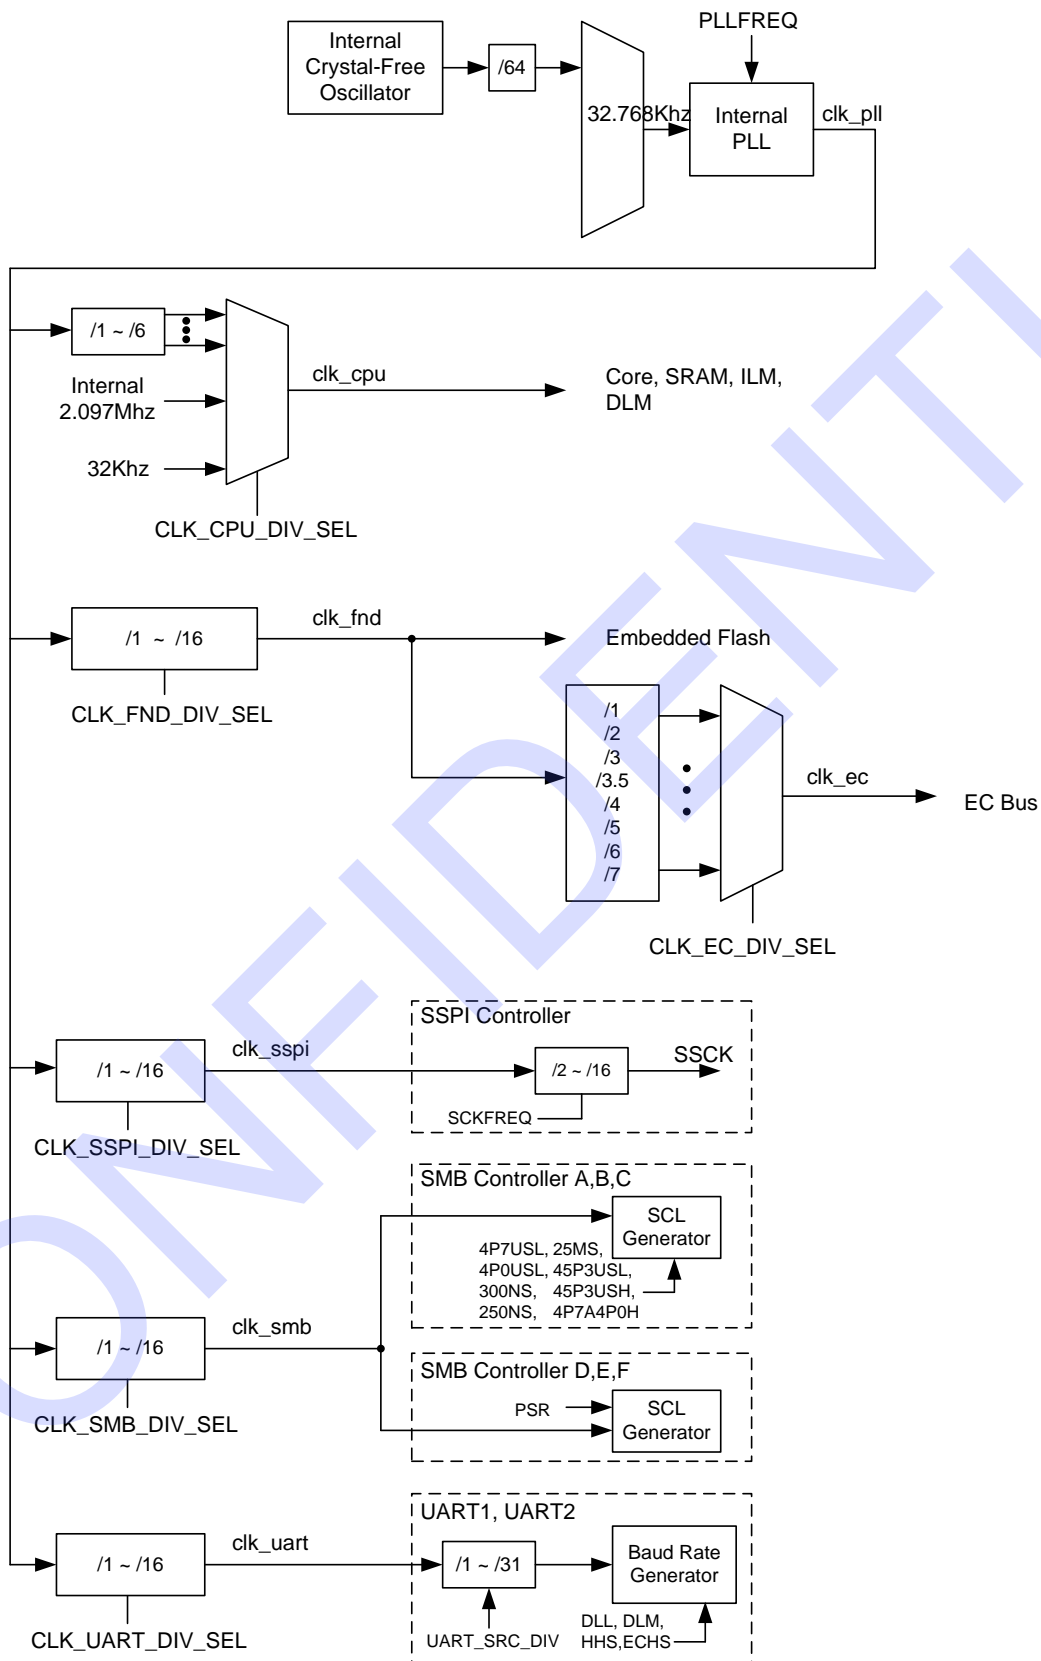 PLLFREQ
Internal
Crystal-Free
Oscillator
/64
32.768Khz
Internal
PLL
clk_pll
/1 ~ /6
Internal
2.097Mhz
32Khz
clk_cpu
Core, SRAM, ILM,
DLM
CLK_CPU_DIV_SEL
/1 ~ /16
clk_fnd
Embedded Flash
CLK_FND_DIV_SEL
/1
/2
/3
/3.5
/4
/5
/6
/7
clk_ec
EC Bus
CLK_EC_DIV_SEL
SSPI Controller
/1 ~ /16
clk_sspi
/2 ~ /16
SSCK
SCKFREQ
CLK_SSPI_DIV_SEL
SMB Controller A,B,C
SCL
Generator
4P7USL, 25MS,
4P0USL, 45P3USL,
300NS, 45P3USH,
250NS, 4P7A4P0H
/1 ~ /16
clk_smb
CLK_SMB_DIV_SEL
SMB Controller D,E,F
PSR
SCL
Generator
UART1, UART2
/1 ~ /16
clk_uart
/1 ~ /31
Baud Rate
Generator
CLK_UART_DIV_SEL
UART_SRC_DIV
DLL, DLM,
HHS,ECHS
ONFIDENTI